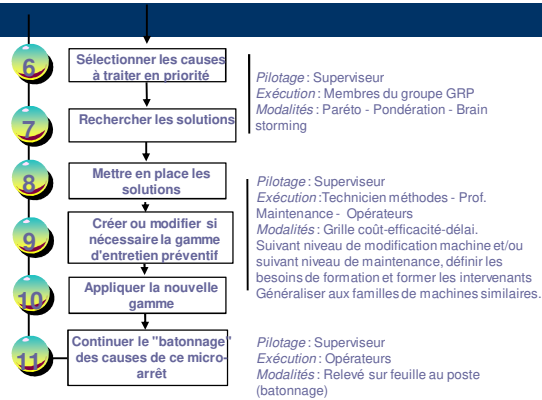 6
Sélectionner les causes
à traiter en priorité
Pilotage : Superviseur
Exécution : Membres du groupe GRP
Modalités : Paréto - Pondération - Brain
storming
7
Rechercher les solutions
8
Mettre en place les
solutions
Pilotage : Superviseur
Exécution :Technicien méthodes - Prof.
Maintenance - Opérateurs
Modalités : Grille coût-efficacité-délai.
Suivant niveau de modification machine et/ou
suivant niveau de maintenance, définir les
besoins de formation et former les intervenants
Généraliser aux familles de machines similaires.
9
Créer ou modifier si
nécessaire la gamme
d'entretien préventif
10
Appliquer la nouvelle
gamme
11
Continuer le "batonnage"
des causes de ce micro-
arrêt
Pilotage : Superviseur
Exécution : Opérateurs
Modalités : Relevé sur feuille au poste
(batonnage)